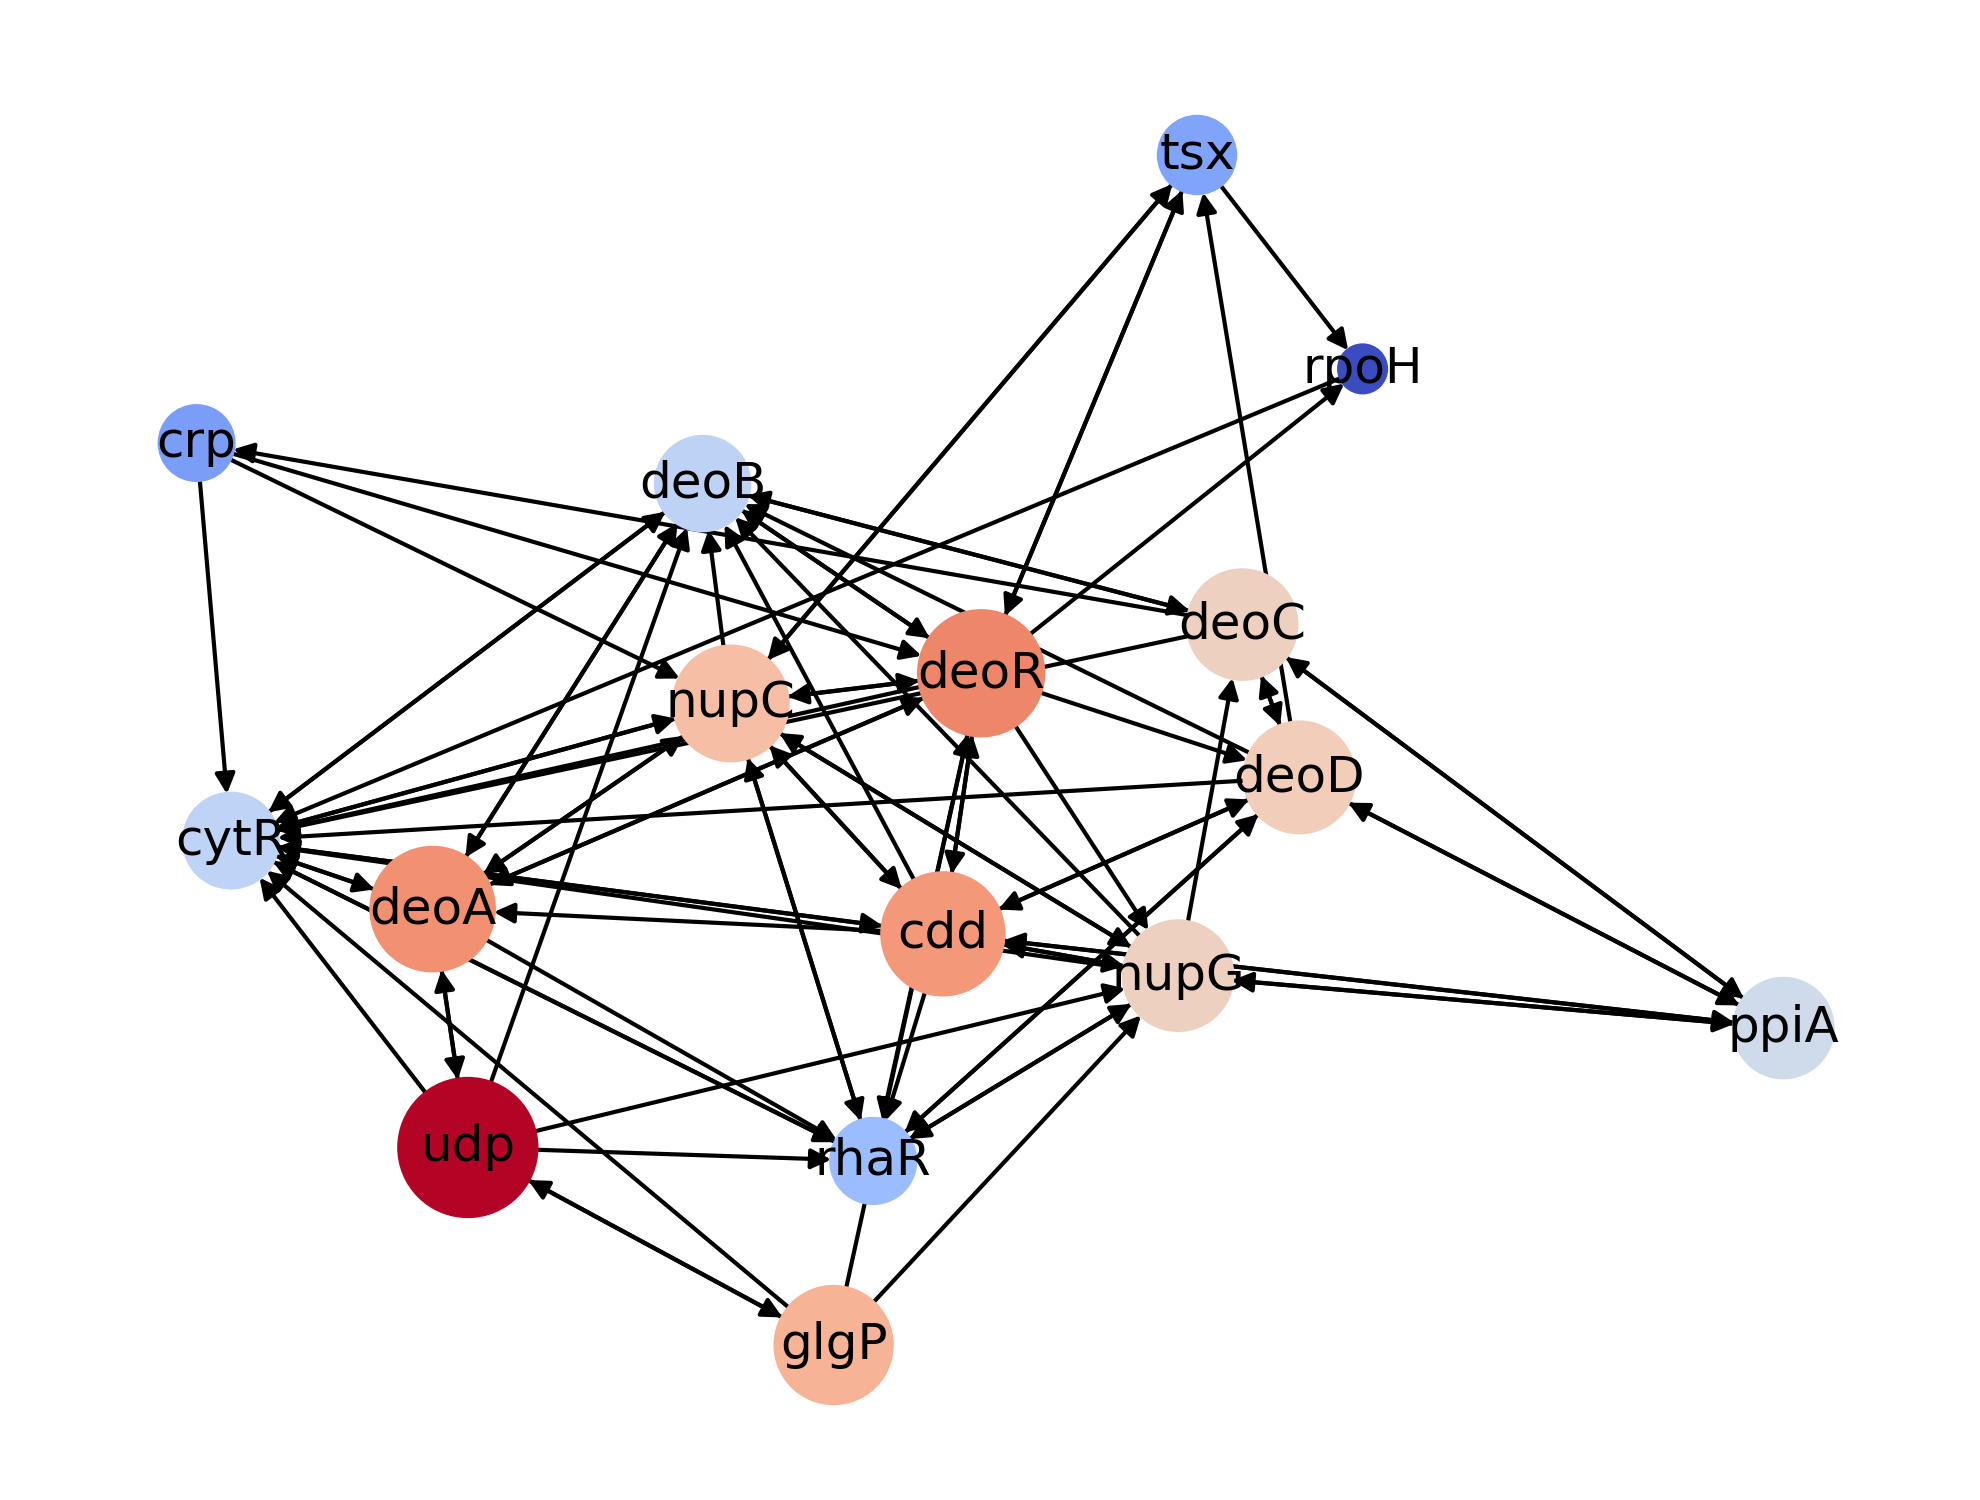 tsx
rpoH
crp
deoB
deoC
deoR
nupC
deoD
cytR
deoA
cdd
nupG
ppiA
udp
rhaR
glgP